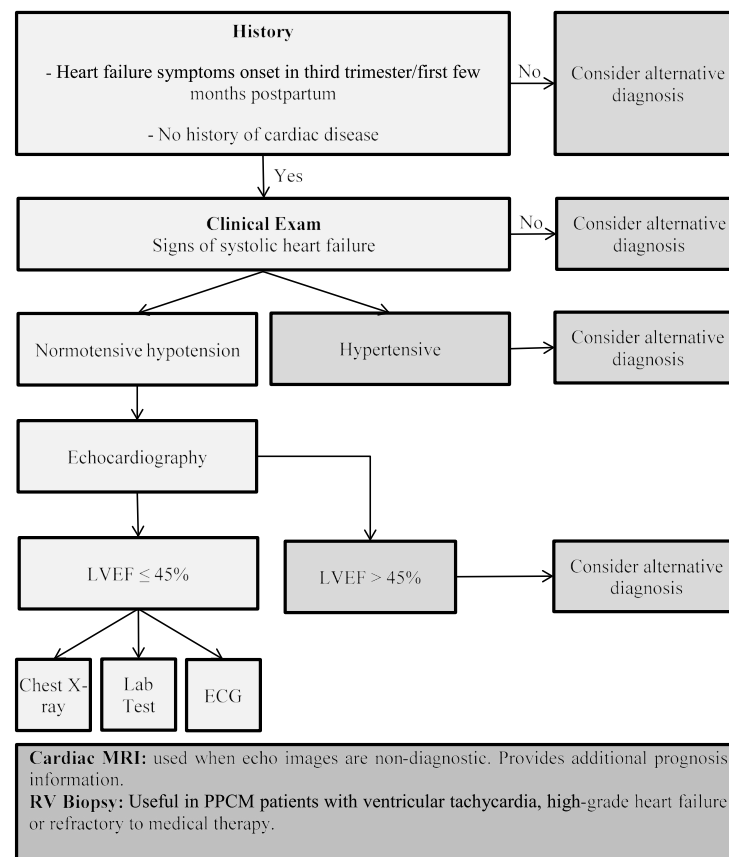 History
- Heart failure symptoms onset in third trimester/first few
months postpartum
- No history of cardiac disease
No
Consider alternative
diagnosis
Yes
Clinical Exam
Signs of systolic heart failure
No
Consider alternative
diagnosis
Normotensive hypotension
Hypertensive
Consider alternative
diagnosis
Echocardiography
LVEF ≤ 45%
LVEF > 45%
Consider alternative
diagnosis
Chest X-
ray
Lab
Test
ECG
Cardiac MRI: used when echo images are non-diagnostic. Provides additional prognosis
information.
RV Biopsy: Useful in PPCM patients with ventricular tachycardia, high-grade heart failure
or refractory to medical therapy.